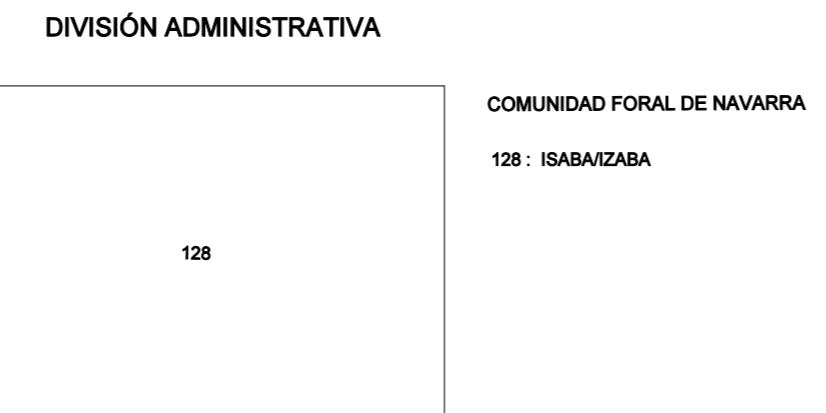 DIVISIÓN ADMINISTRATIVA
COMUNIDAD FORAL DE NAVARRA
128 : ISABA/IZABA
128